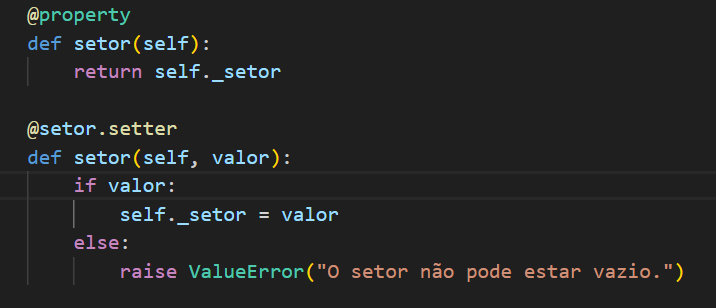 @property
def setor(self):
    return self._setor
@setor.setter
def setor(self, valor):
    if valor:
        self._setor = valor
    else:
        raise ValueError("O setor não pode estar vazio.")